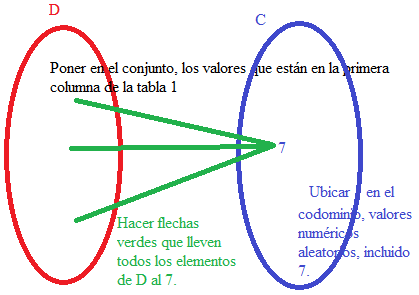 D
C
Poner en el conjunto, los valores que están en la primera
columna de la tabla 1
7
Ubicar en el
codominio, valores
numéricos
aleatorios, incluido
7.
Hacer flechas
verdes que lleven
todos los elementos
de D al 7.